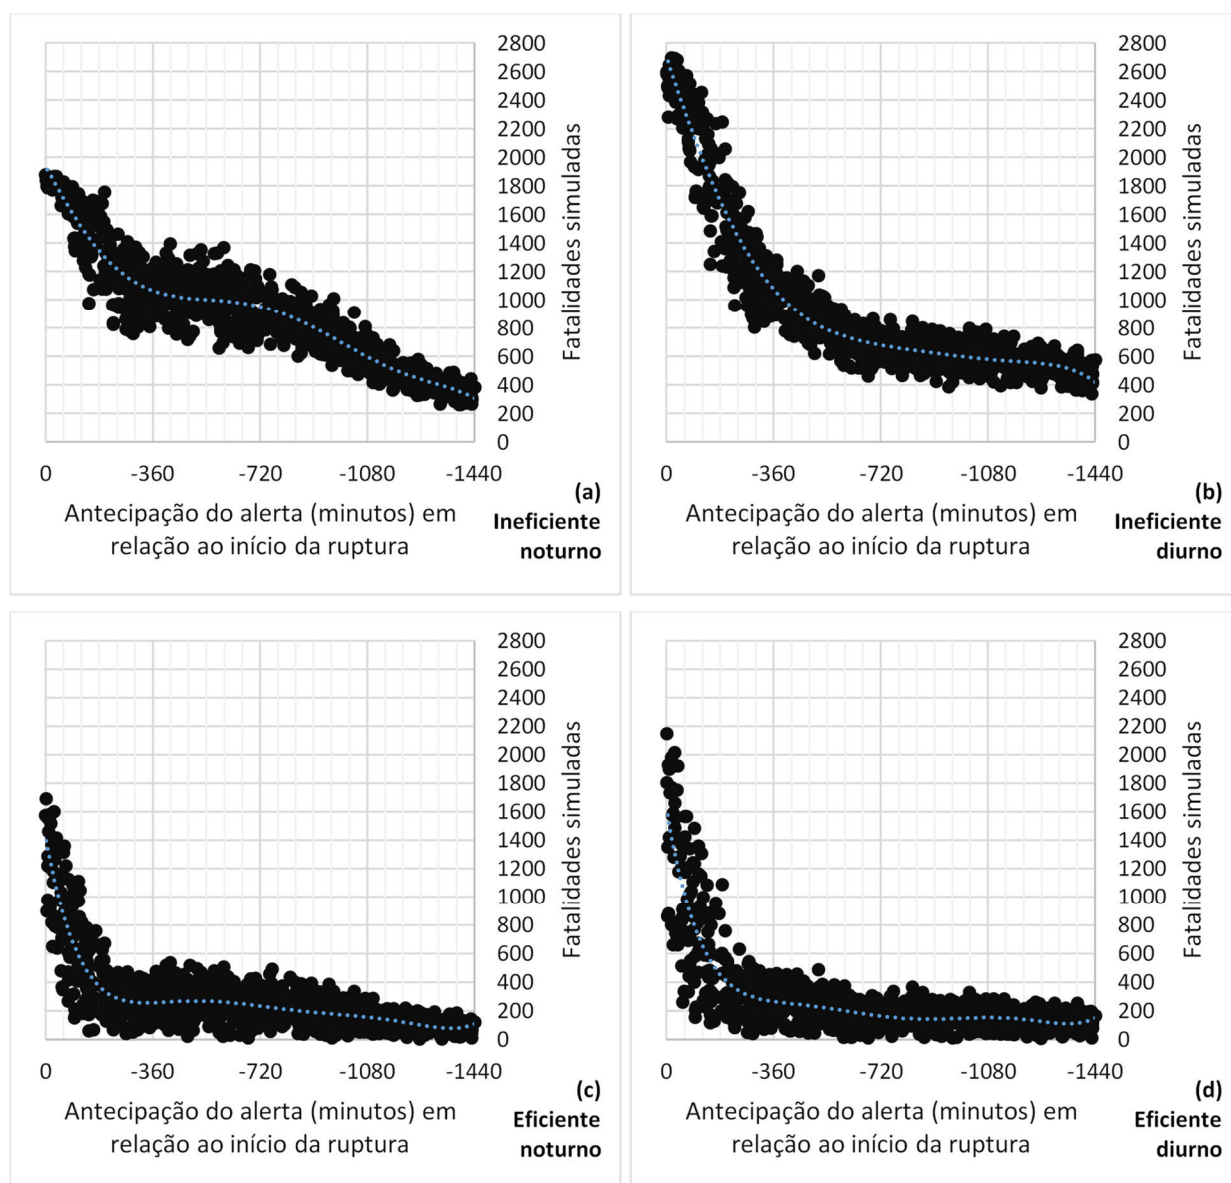 2800
2600
2400
2200
2000
1800
1600
1400
1200
1000
800
600
400
200
0
Fatalidades simuladas
0 -360 -720 -1080 -1440
Antecipação do alerta (minutos) em
relação ao início da ruptura
(a)
Ineficiente
noturno
2800
2600
2400
2200
2000
1800
1600
1400
1200
1000
800
600
400
200
0
Fatalidades simuladas
0 -360 -720 -1080 -1440
Antecipação do alerta (minutos) em
relação ao início da ruptura
(b)
Ineficiente
diurno
2800
2600
2400
2200
2000
1800
1600
1400
1200
1000
800
600
400
200
0
Fatalidades simuladas
0 -360 -720 -1080 -1440
Antecipação do alerta (minutos) em
relação ao início da ruptura
(c)
Eficiente
noturno
2800
2600
2400
2200
2000
1800
1600
1400
1200
1000
800
600
400
200
0
Fatalidades simuladas
0 -360 -720 -1080 -1440
Antecipação do alerta (minutos) em
relação ao início da ruptura
(d)
Eficiente
diurno